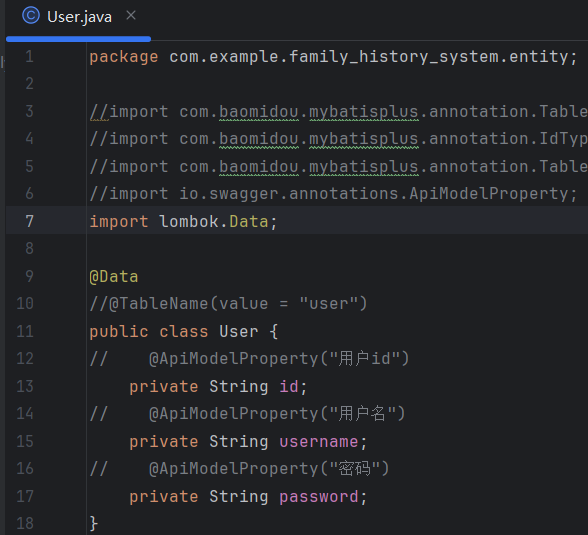 User.java
1 package com.example.family_history_system.entity;
2
3 //import com.baomidou.mybatisplus.annotation.Table
4 //import com.baomidou.mybatisplus.annotation.IdTyp
5 //import com.baomidou.mybatisplus.annotation.Table
6 //import io.swagger.annotations.ApiModelProperty;
7 import lombok.Data;
8
9 @Data
10 //@TableName(value = "user")
11 public class User {
12 //    @ApiModelProperty("用户id")
13     private String id;
14 //    @ApiModelProperty("用户名")
15     private String username;
16 //    @ApiModelProperty("密码")
17     private String password;
18 }